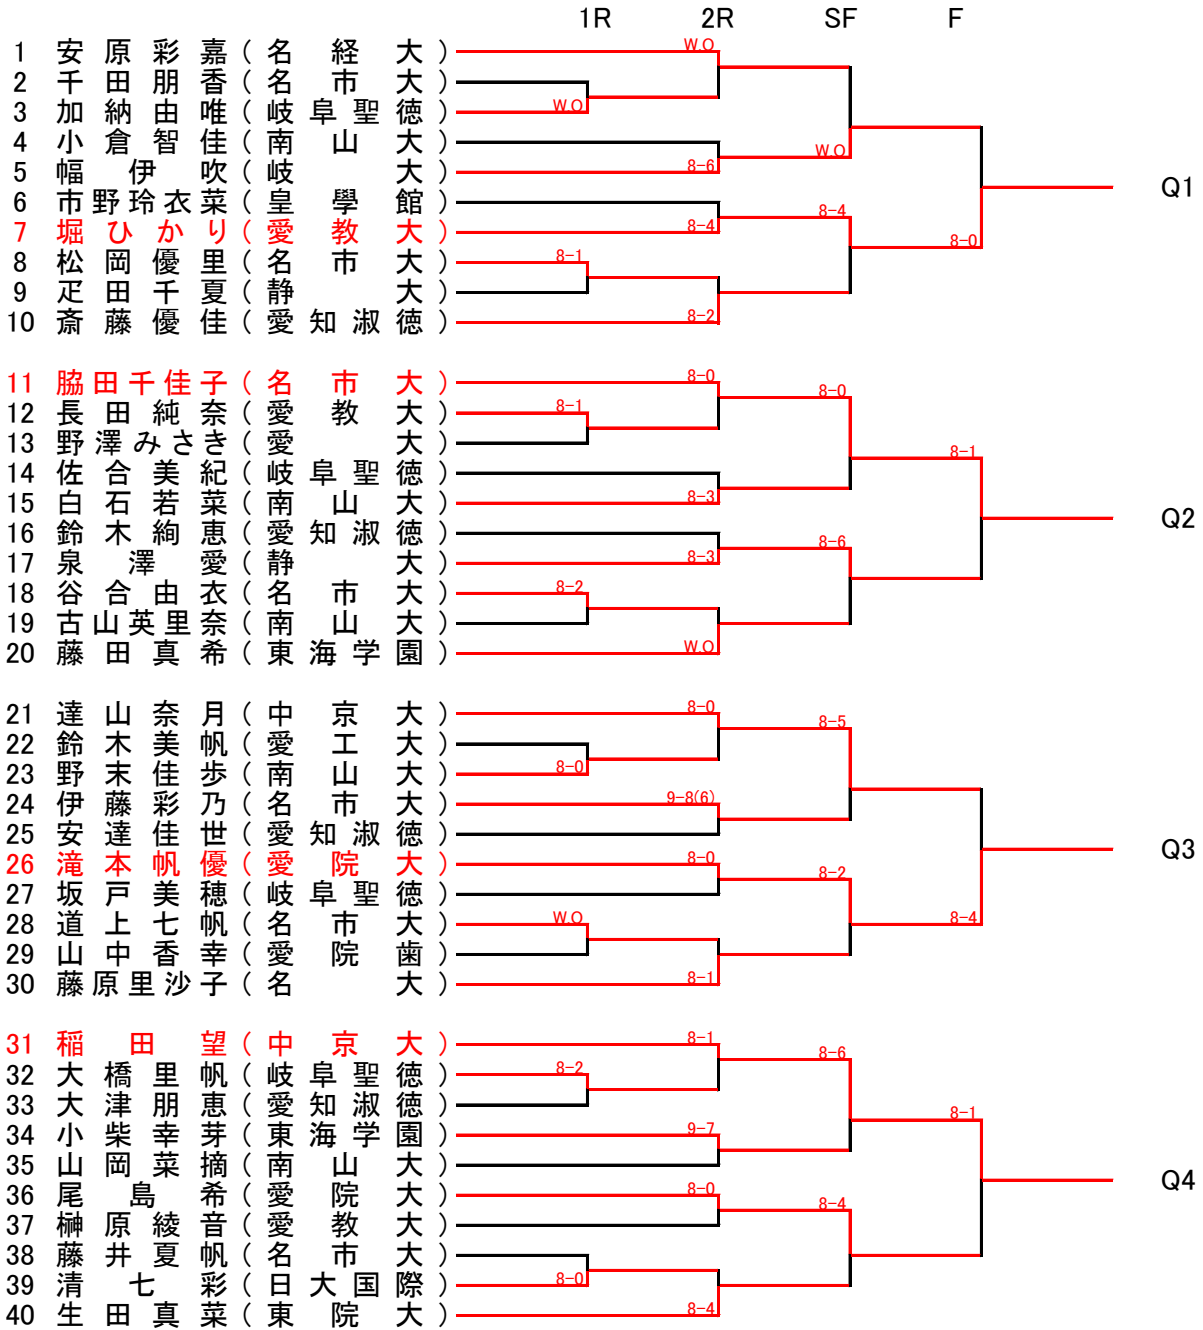 1R 2R SF F
1 安原彩嘉(名経大) W.O
2 千田朋香(名市大)
3 加納由唯(岐阜聖徳) W.O
4 小倉智佳(南山大)
W.O
5 幅伊吹(岐大) 8-6
Q1
6 市野玲衣菜(皇學館)
8-4
7 堀ひかり(愛教大) 8-4
8-0
8 松岡優里(名市大) 8-1
9 疋田千夏(静大)
10 斎藤優佳(愛知淑徳) 8-2
11 脇田千佳子(名市大) 8-0 8-0
12 長田純奈(愛教大) 8-1
13 野澤みさき(愛大)
8-1
14 佐合美紀(岐阜聖徳)
15 白石若菜(南山大) 8-3
Q2
16 鈴木絢恵(愛知淑徳)
8-6
17 泉澤愛(静大) 8-3
18 谷合由衣(名市大) 8-2
19 古山英里奈(南山大)
20 藤田真希(東海学園) W.O
21 達山奈月(中京大) 8-0 8-5
22 鈴木美帆(愛工大)
23 野末佳歩(南山大) 8-0
24 伊藤彩乃(名市大) 9-8(6)
25 安達佳世(愛知淑徳)
Q3
26 滝本帆優(愛院大) 8-0 8-2
27 坂戸美穂(岐阜聖徳)
28 道上七帆(名市大) W.O 8-4
29 山中香幸(愛院歯)
30 藤原里沙子(名大) 8-1
31 稲田望(中京大) 8-1 8-6
32 大橋里帆(岐阜聖徳) 8-2
33 大津朋恵(愛知淑徳)
8-1
34 小柴幸芽(東海学園) 9-7
35 山岡菜摘(南山大)
Q4
36 尾島希(愛院大) 8-0 8-4
37 榊原綾音(愛教大)
38 藤井夏帆(名市大)
39 清七彩(日大国際) 8-0
40 生田真菜(東院大) 8-4